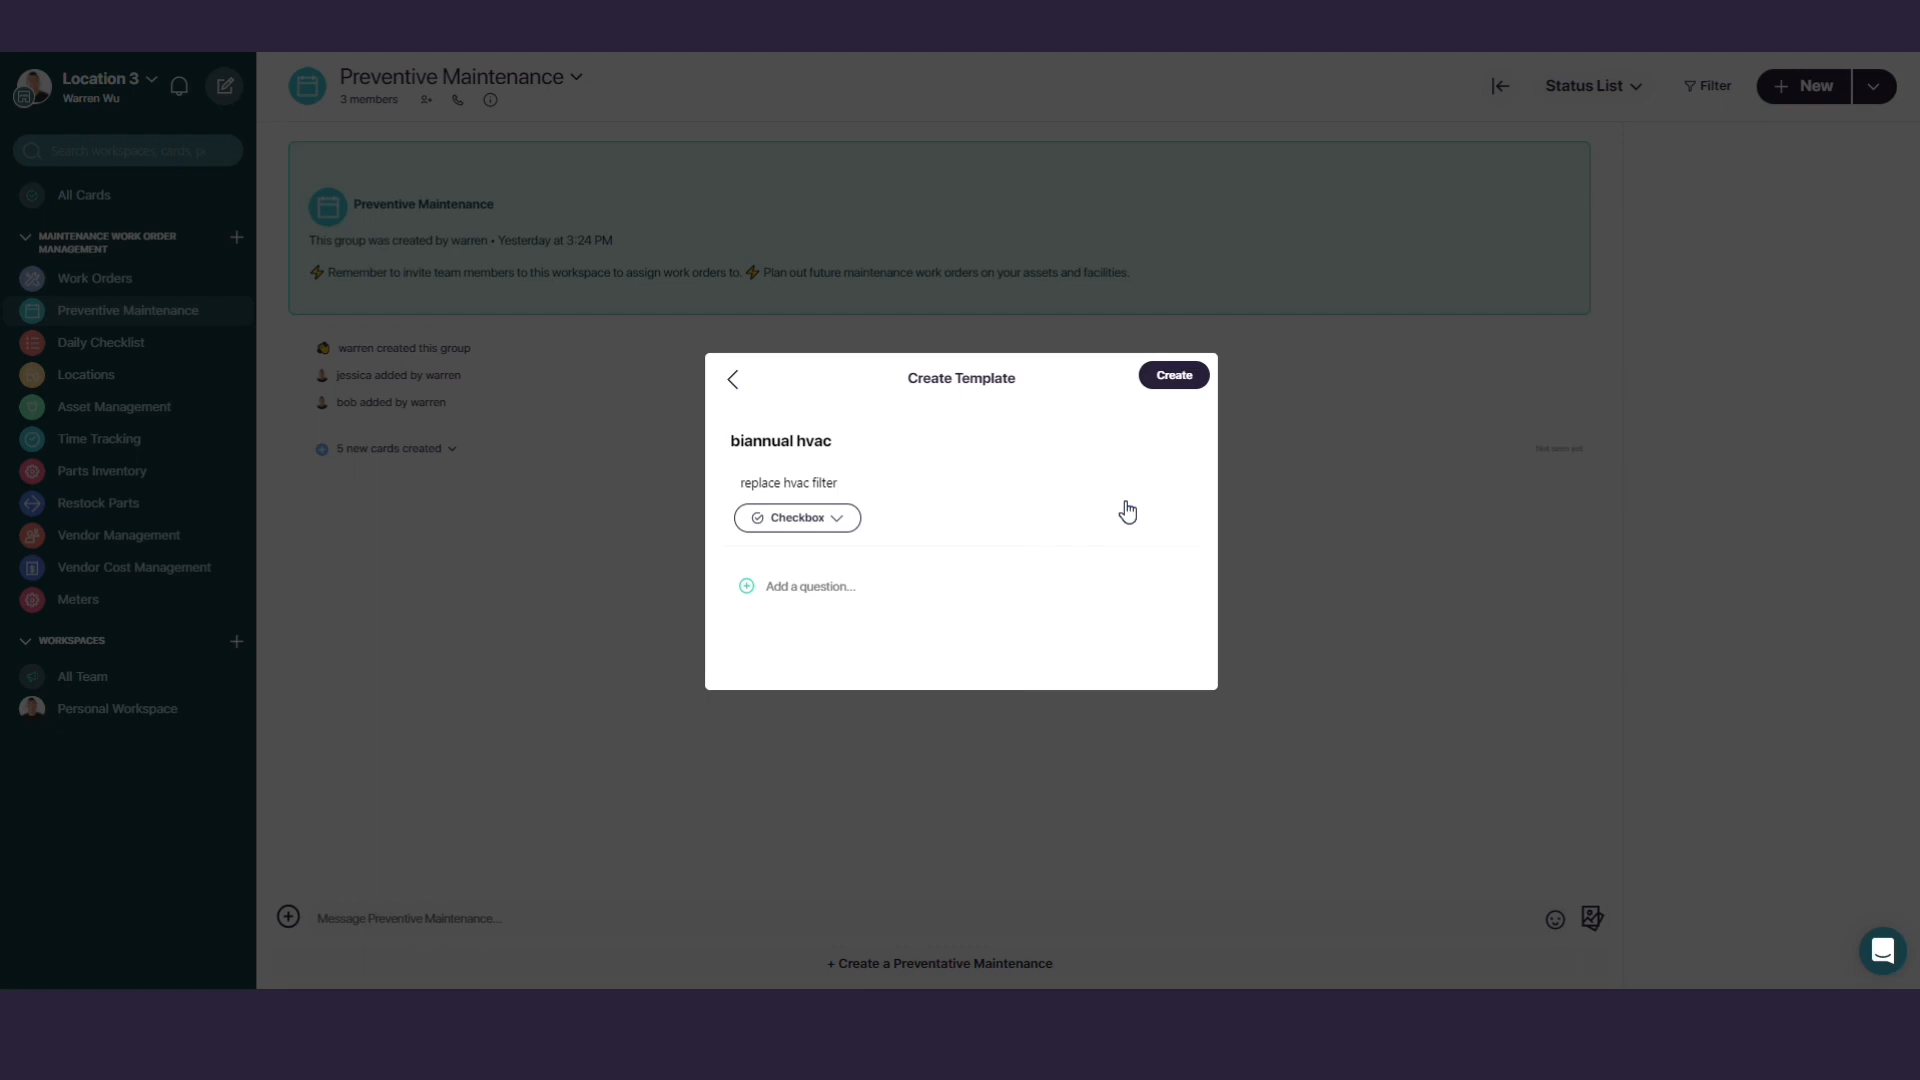 Location 3
Warren Wu
Search workspaces, cards, pe
All Cards
MAINTENANCE WORK ORDER
MANAGEMENT
Work Orders
Preventive Maintenance
Daily Checklist
Locations
Asset Management
Time Tracking
Parts Inventory
Restock Parts
Vendor Management
Vendor Cost Management
Meters
WORKSPACES
All Team
Personal Workspace
Preventive Maintenance
3 members
Status List
Filter
+ New
Preventive Maintenance
This group was created by warren • Yesterday at 3:24 PM
⚡ Remember to invite team members to this workspace to assign work orders to. ⚡ Plan out future maintenance work orders on your assets and facilities.
warren created this group
jessica added by warren
bob added by warren
5 new cards created
Not seen yet
Create Template
Create
biannual hvac
replace hvac filter
Checkbox
Add a question...
Message Preventive Maintenance...
+ Create a Preventative Maintenance